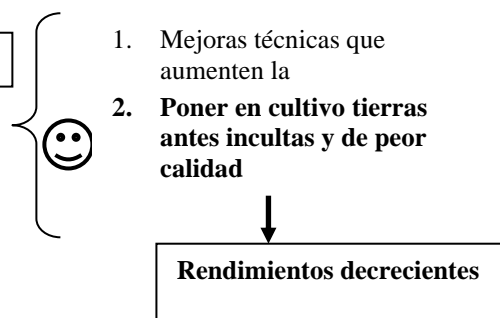 1. Mejoras técnicas que
aumenten la
2. Poner en cultivo tierras
antes incultas y de peor
calidad
Rendimientos decrecientes